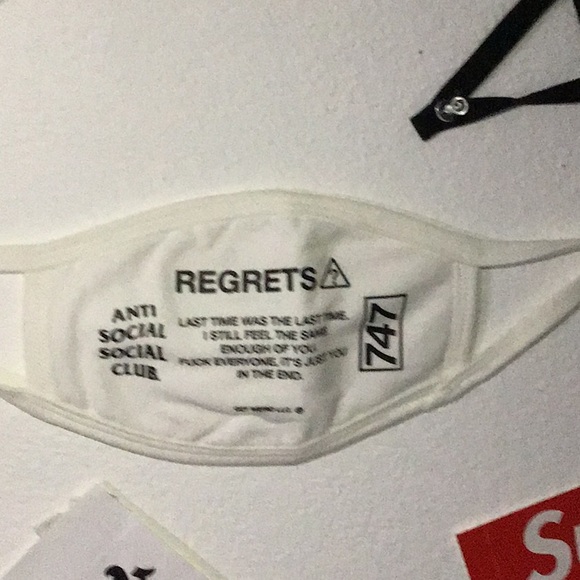 REGRETS
ANTI
SOCIAL
SOCIAL
CLUB
LAST TIME WAS THE LAST TIME.
I STILL FEEL THE SAME
ENOUGH OF YOU
FUCK EVERYONE, IT'S JUST YOU
IN THE END.
747
Su